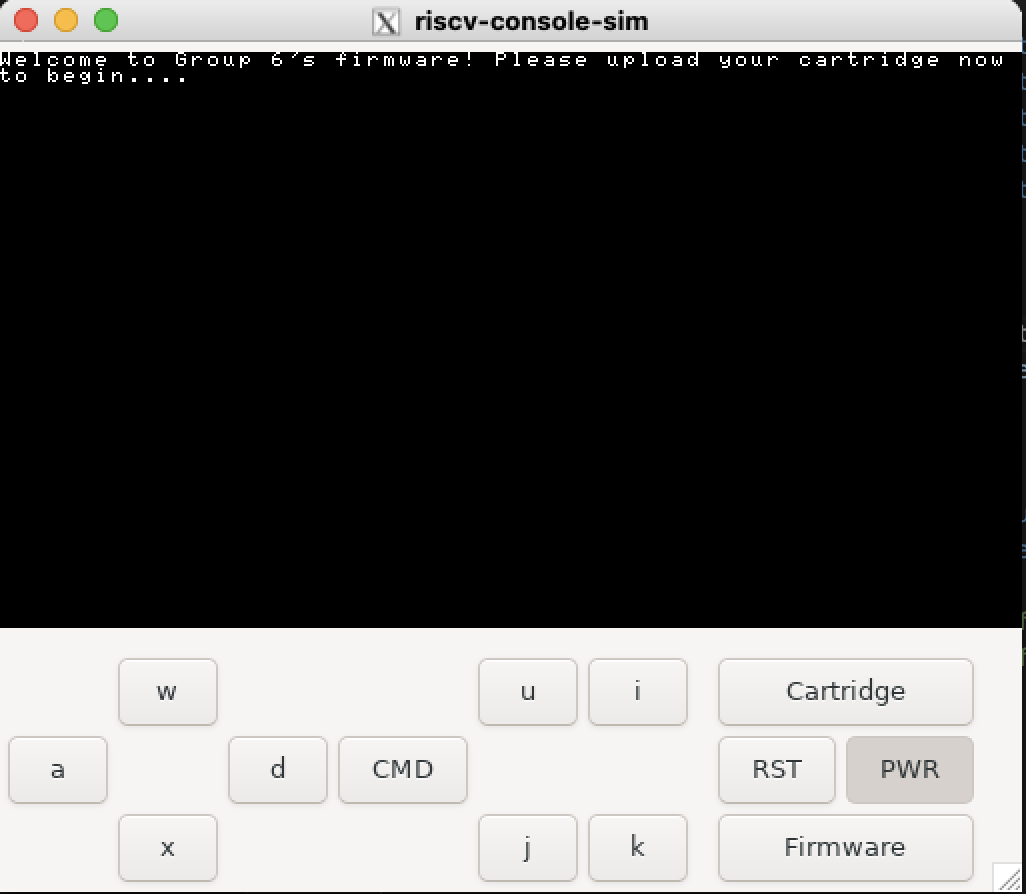 riscv-console-sim
Welcome to Group 6's firmware! Please upload your cartridge now
to begin....
w
u
i
Cartridge
a
d
CMD
RST
PWR
x
j
k
Firmware